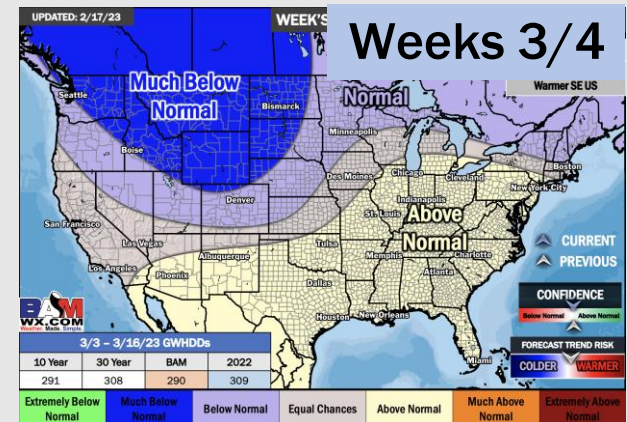 UPDATED: 2/17/23
WEEK'S
Weeks 3/4
Warmer SE US
Much Below
Normal
Normal
Seattle
Bismarck
Minneapolis
Boise
Boston
Des Moines
Chicago
Cleveland
New York City
Denver
Indianapolis
St. Louis
Above
Normal
San Francisco
Las Vegas
Albuquerque
Tulsa
Memphis
Charlotte
Los Angeles
Phoenix
Atlanta
Dallas
Houston
New Orleans
Miami
CURRENT
PREVIOUS
CONFIDENCE
Below Normal
Above Normal
FORECAST TREND RISK
COLDER
WARMER
BAM
WX.COM
Weather. Made. Simple.
3/3 – 3/16/23 GWHDDs
10 Year 30 Year BAM 2022
291 308 290 309
Extremely Below Normal
Much Below Normal
Below Normal
Equal Chances
Above Normal
Much Above Normal
Extremely Above Normal